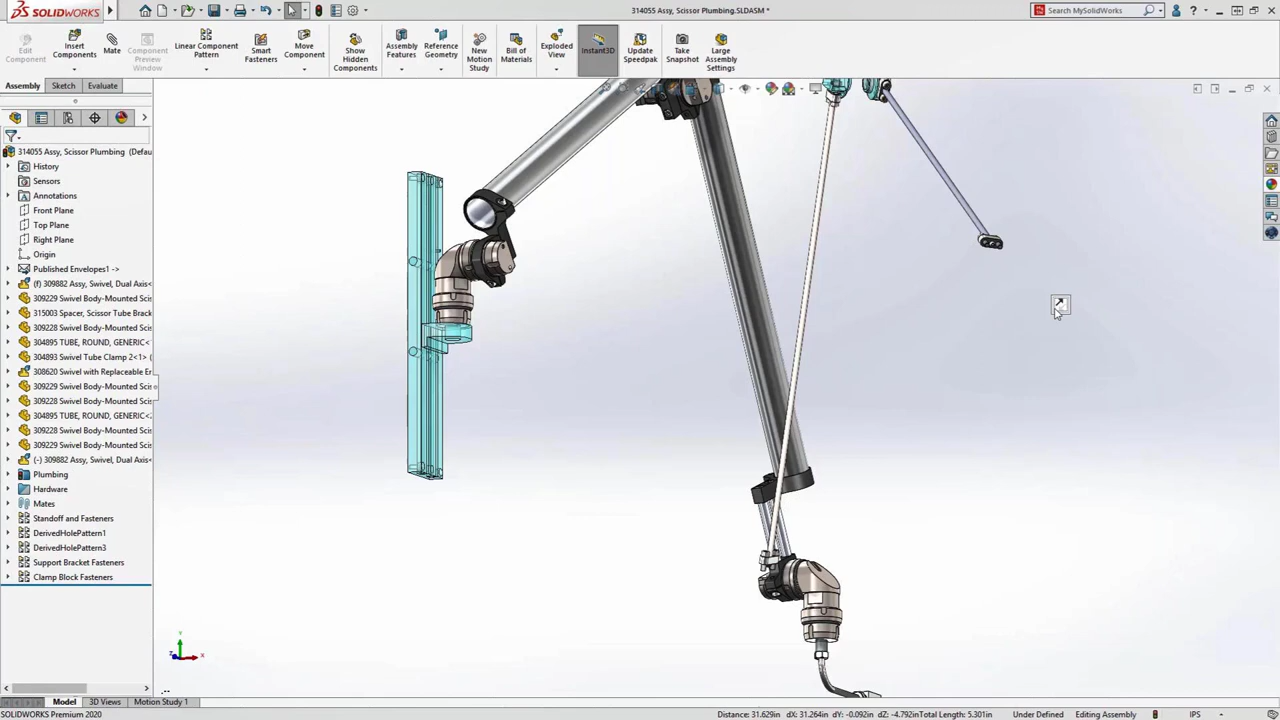 SOLIDWORKS
314055 Assy, Scissor Plumbing.SLDASM *
Search MySolidWorks
Edit Component
Insert Components
Mate
Component Preview Window
Linear Component Pattern
Smart Fasteners
Move Component
Show Hidden Components
Assembly Features
Reference Geometry
New Motion Study
Bill of Materials
Exploded View
Instant3D
Update Speedpak
Take Snapshot
Large Assembly Settings
Assembly
Sketch
Evaluate
314055 Assy, Scissor Plumbing (Defau
History
Sensors
Annotations
Front Plane
Top Plane
Right Plane
Origin
Published Envelopes1 ->
(f) 309882 Assy, Swivel, Dual Axis<
309229 Swivel Body-Mounted Scis
315003 Spacer, Scissor Tube Brack
309228 Swivel Body-Mounted Scis
304895 TUBE, ROUND, GENERIC<
304893 Swivel Tube Clamp 2<1> (
308620 Swivel with Replaceable Er
309229 Swivel Body-Mounted Scis
309228 Swivel Body-Mounted Scis
304895 TUBE, ROUND, GENERIC<
309228 Swivel Body-Mounted Scis
309229 Swivel Body-Mounted Scis
(-) 309882 Assy, Swivel, Dual Axis<
Plumbing
Hardware
Mates
Standoff and Fasteners
DerivedHolePattern1
DerivedHolePattern3
Support Bracket Fasteners
Clamp Block Fasteners
Y
Z X
Model
3D Views
Motion Study 1
SOLIDWORKS Premium 2020
Distance: 31.629in dX: 31.264in dY: -0.092in dZ: -4.792in Total Length: 5.301in
Under Defined
Editing Assembly
IPS